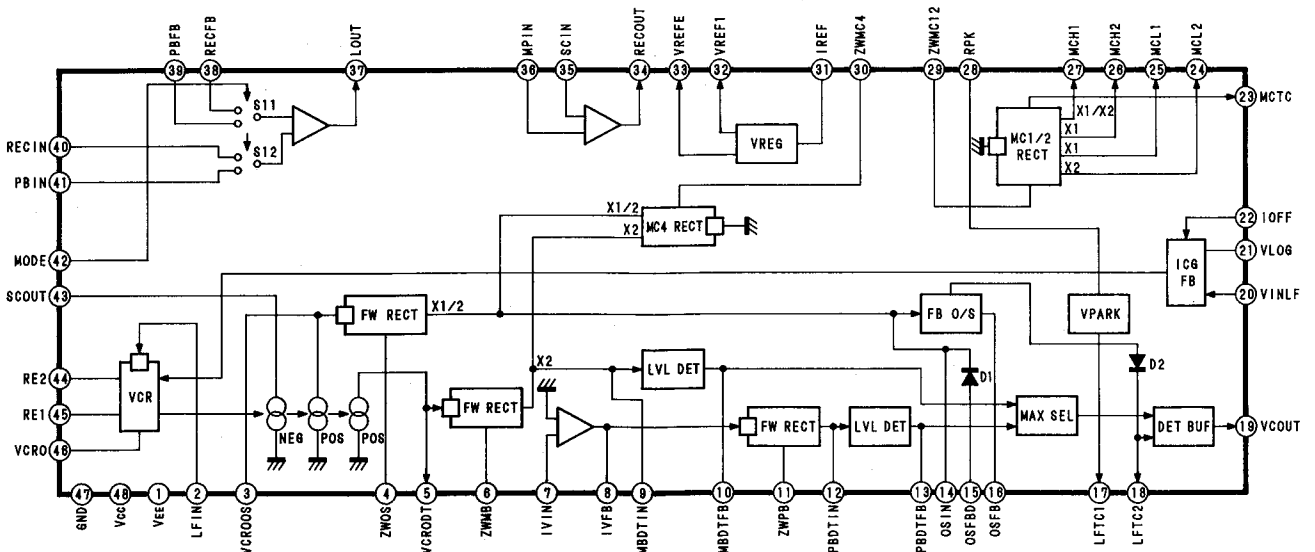 PBFB
RECFB
LOUT
MPIN
SCIN
RECOUT
VREFE
VREF1
IREF
ZWMC4
ZWMC12
RPK
MCH1
MCH2
MCL1
MCL2
39
38
37
36
35
34
33
32
31
30
29
28
27
26
25
24
23 MCTC
S11
S12
VREG
MC1/2
RECT
X1/X2
X1
X1
X2
RECIN 40
PBIN 41
X1/2
X2
MC4 RECT
22 IOFF
21 VLOG
20 VINLF
ICG
FB
MODE 42
SCOUT 43
FW RECT
X1/2
FB O/S
VPARK
RE2 44
RE1 45
VCRO 46
VCR
NEG
POS
POS
X2
FW RECT
LVL DET
D1
D2
FW RECT
LVL DET
MAX SEL
DET BUF
19 VCOUT
47
48
1
2
3
4
5
6
7
8
9
10
11
12
13
14
15
16
17
18
GND
Vcc
VEE
LFIN
VCROOS
ZWOS
VCRODT
ZWMB
IVIN
IVFB
MBDTIN
MBDTFB
ZWPB
PBDTIN
PBDTFB
OSIN
OSFBD
OSFB
LFTC1
LFTC2